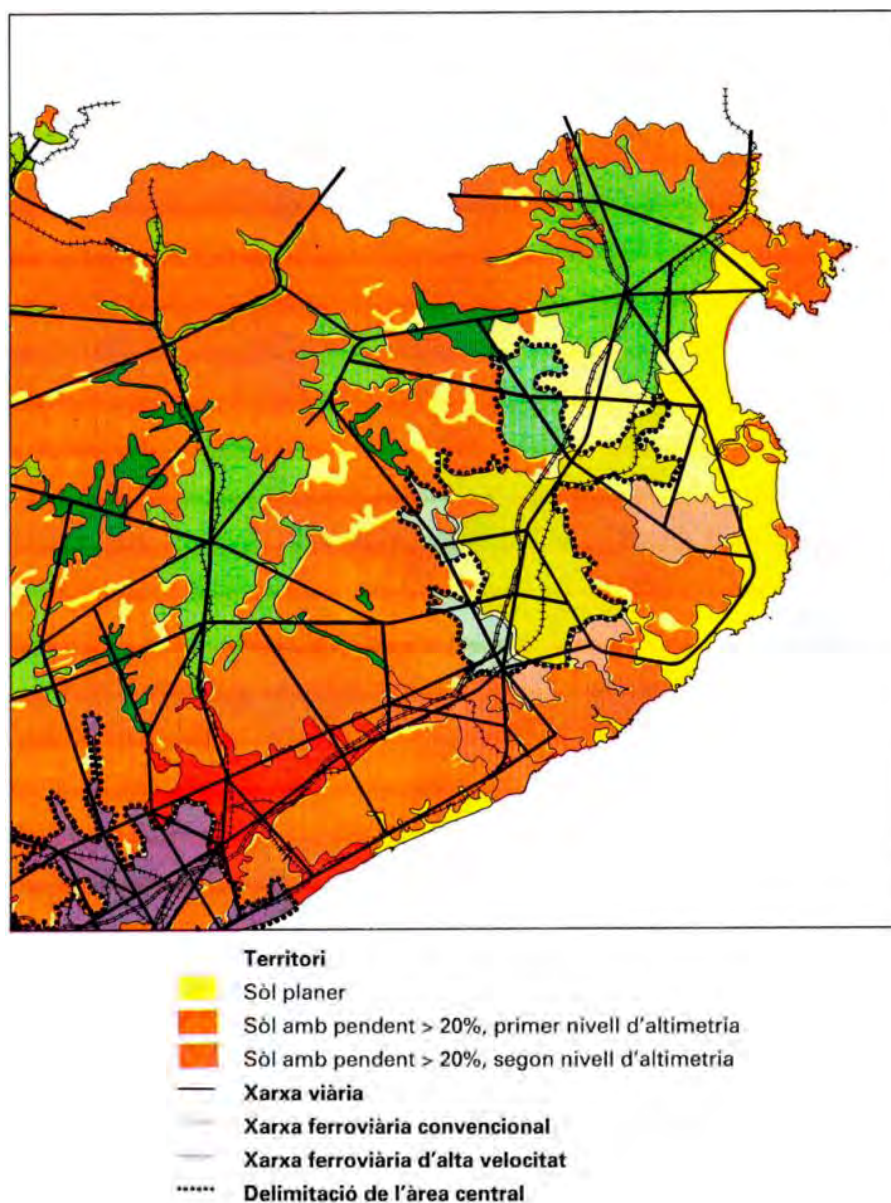 Territori
Sòl planer
Sòl amb pendent > 20%, primer nivell d'altimetria
Sòl amb pendent > 20%, segon nivell d'altimetria
Xarxa viària
Xarxa ferroviària convencional
Xarxa ferroviària d'alta velocitat
Delimitació de l'àrea central